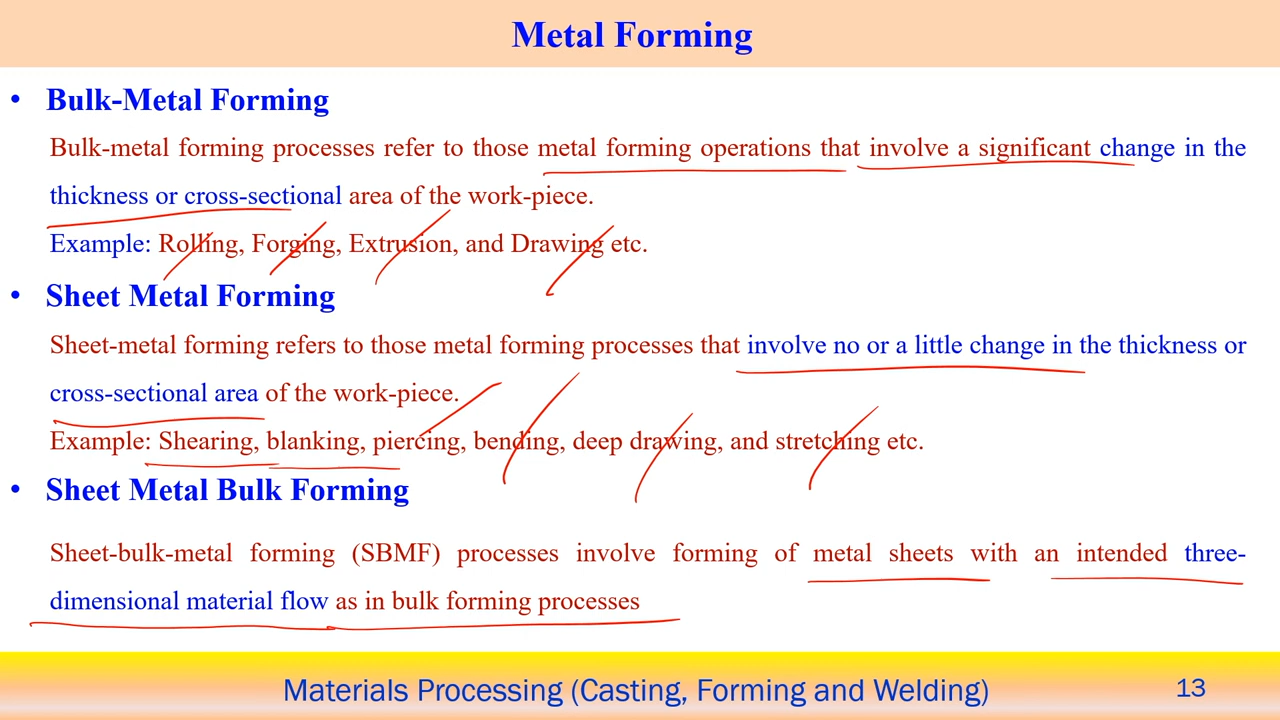 Metal Forming
• Bulk-Metal Forming
Bulk-metal forming processes refer to those metal forming operations that involve a significant change in the
thickness or cross-sectional area of the work-piece.
Example: Rolling, Forging, Extrusion, and Drawing etc.
• Sheet Metal Forming
Sheet-metal forming refers to those metal forming processes that involve no or a little change in the thickness or
cross-sectional area of the work-piece.
Example: Shearing, blanking, piercing, bending, deep drawing, and stretching etc.
• Sheet Metal Bulk Forming
Sheet-bulk-metal forming (SBMF) processes involve forming of metal sheets with an intended three-
dimensional material flow as in bulk forming processes
Materials Processing (Casting, Forming and Welding)
13